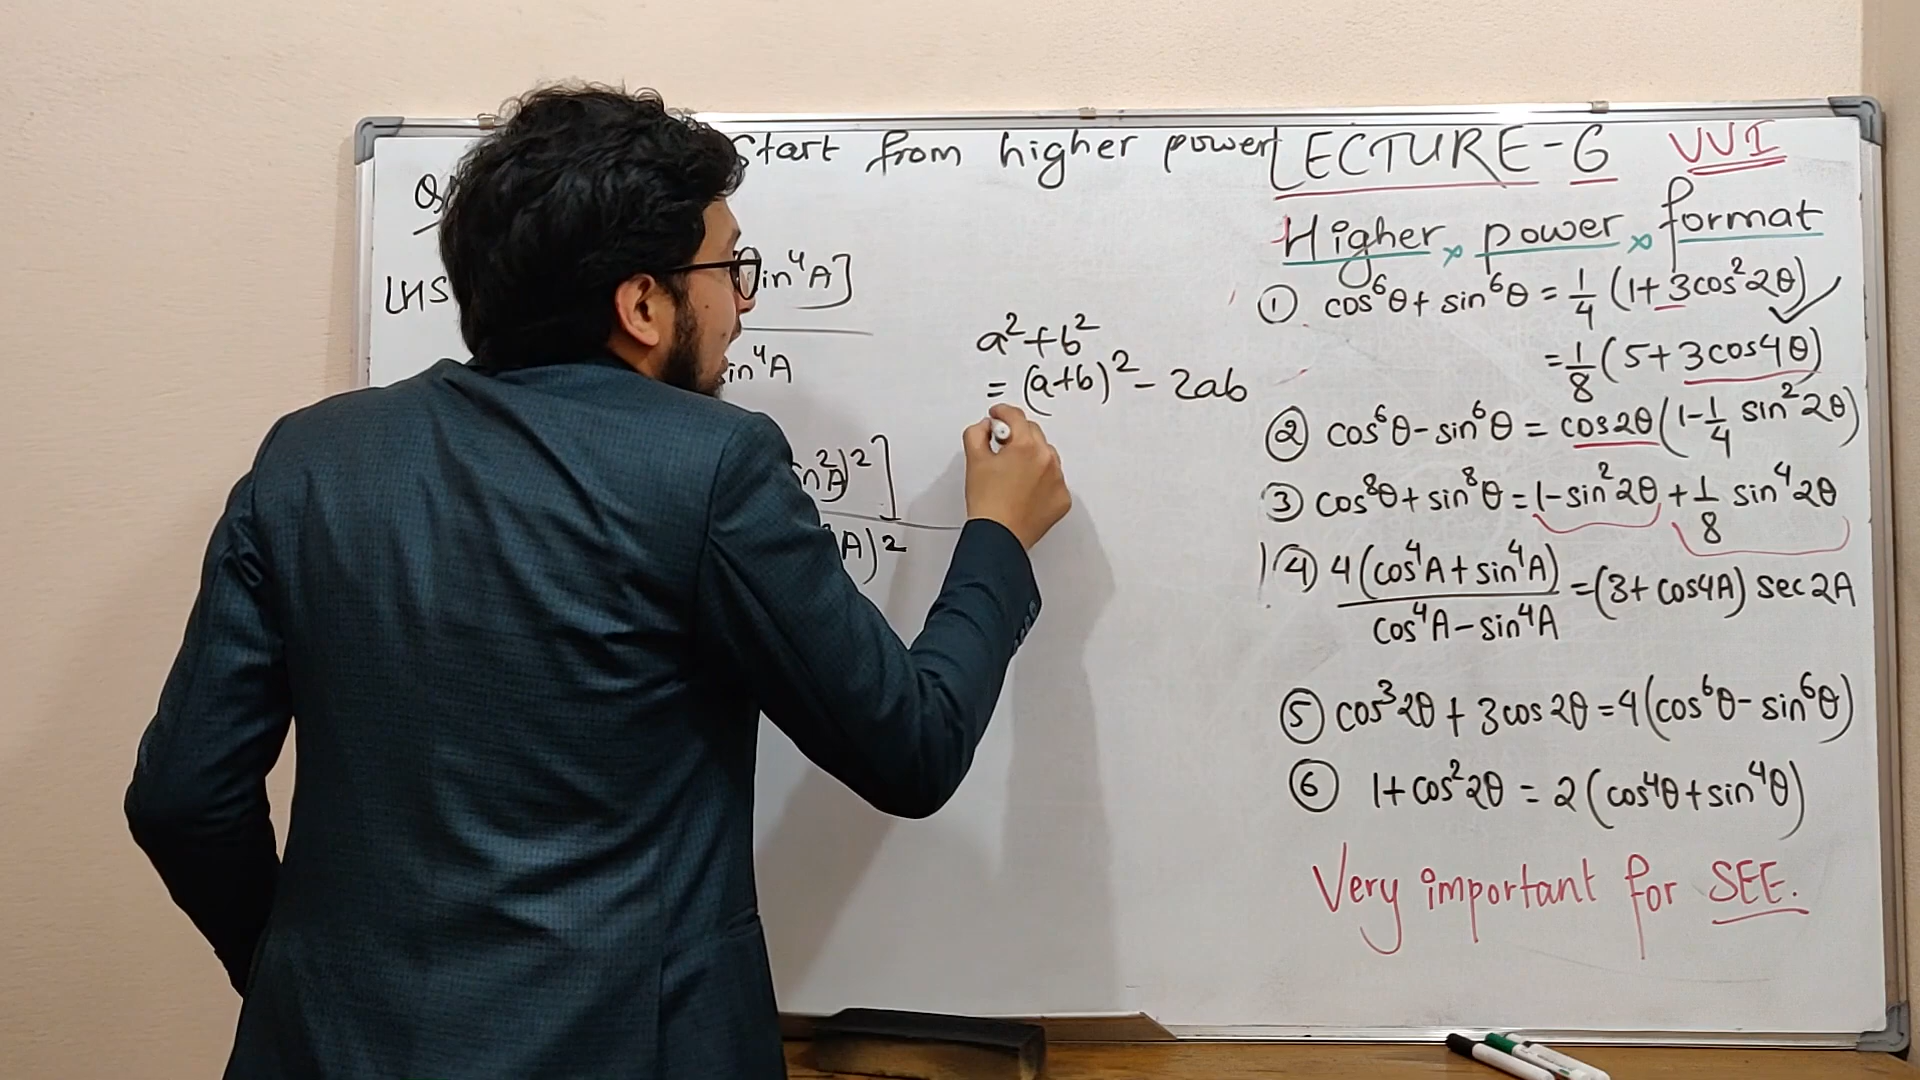 Start from higher power
Q
LHS
in⁴A]
in⁴A
n²A)²]
A)²
a²+b²
= (a+b)² - 2ab
LECTURE-6 VVI
Higher power format
① cos⁶θ + sin⁶θ = 1/4 (1+3cos²2θ)
= 1/8 (5+3cos4θ)
② cos⁶θ - sin⁶θ = cos2θ (1 - 1/4 sin²2θ)
③ cos⁸θ + sin⁸θ = 1 - sin²2θ + 1/8 sin⁴2θ
④ 4(cos⁴A + sin⁴A) / cos⁴A - sin⁴A = (3+cos4A) sec2A
⑤ cos³2θ + 3cos2θ = 4(cos⁶θ - sin⁶θ)
⑥ 1+cos²2θ = 2(cos⁴θ + sin⁴θ)
Very important for SEE.